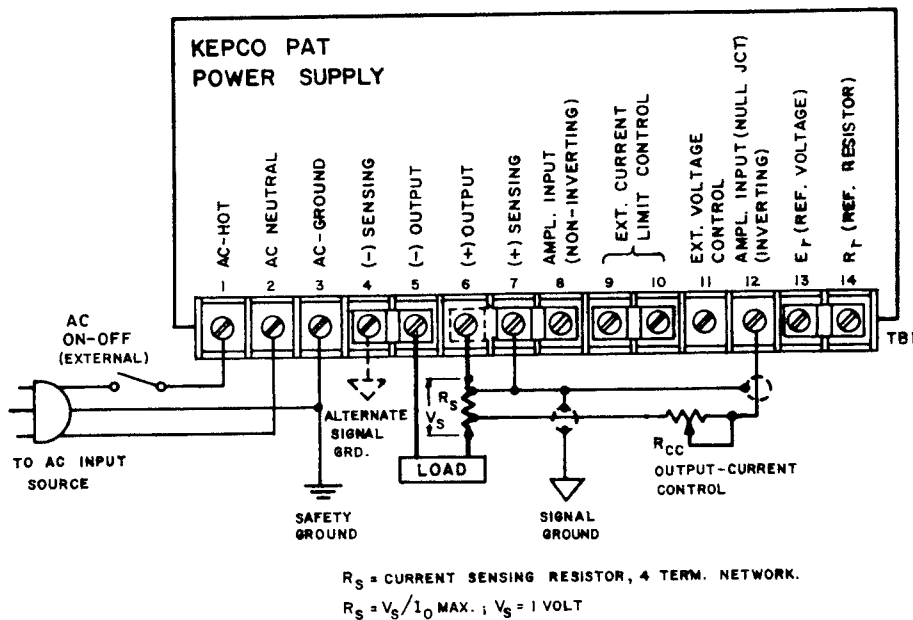 KEPCO PAT
POWER SUPPLY
AC-HOT
AC NEUTRAL
AC-GROUND
(-) SENSING
(-) OUTPUT
(+) OUTPUT
(+) SENSING
AMPL. INPUT
(NON-INVERTING)
EXT. CURRENT
LIMIT CONTROL
EXT. VOLTAGE
CONTROL
AMPL. INPUT (NULL JCT)
(INVERTING)
Er (REF. VOLTAGE)
Rr (REF. RESISTOR)
1 2 3 4 5 6 7 8 9 10 11 12 13 14
TB1
AC
ON-OFF
(EXTERNAL)
TO AC INPUT
SOURCE
SAFETY
GROUND
ALTERNATE
SIGNAL
GRD.
RS
VS
LOAD
SIGNAL
GROUND
RCC
OUTPUT-CURRENT
CONTROL
RS = CURRENT SENSING RESISTOR, 4 TERM. NETWORK.
RS = VS/IO MAX. ; VS = 1 VOLT